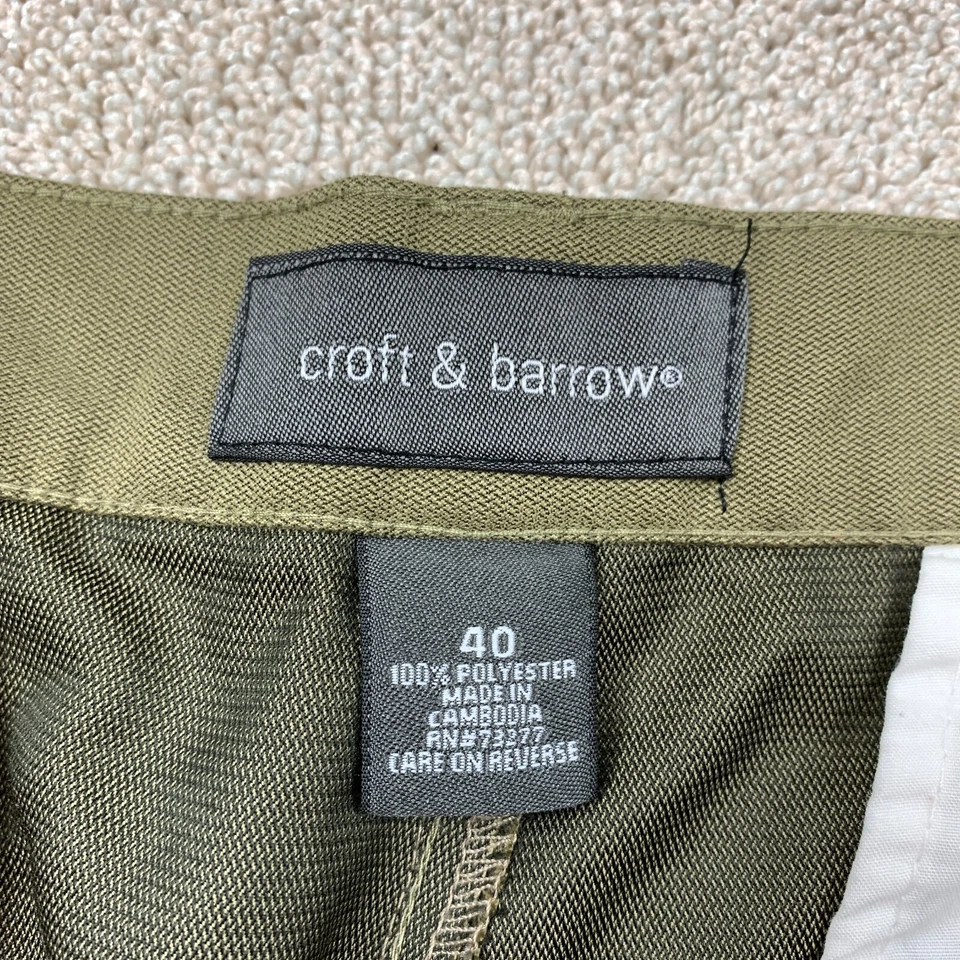 croft & barrow®
40
100% POLYESTER
MADE IN
CAMBODIA
RN#73277
CARE ON REVERSE